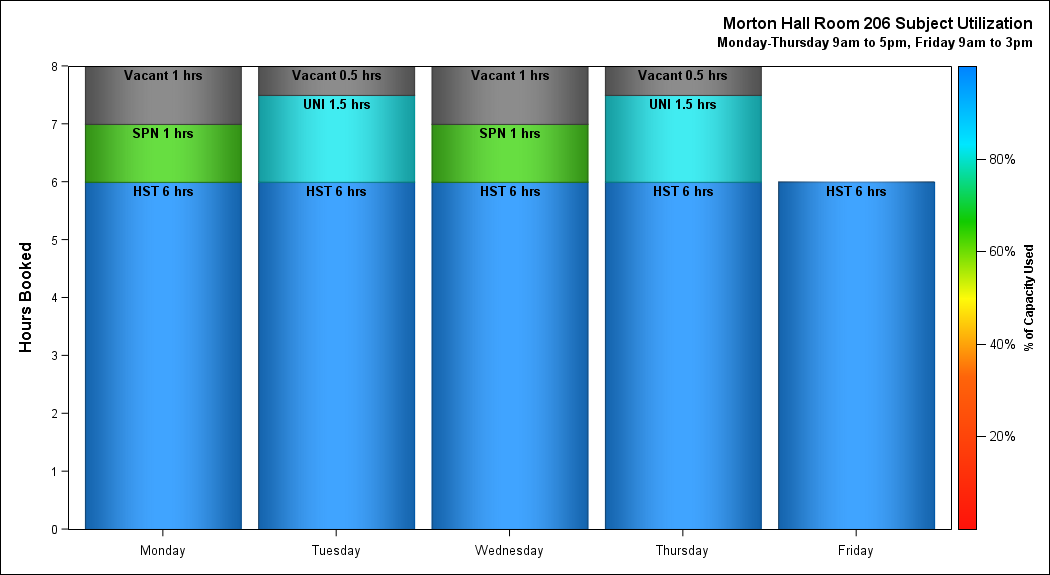 Morton Hall Room 206 Subject Utilization
Monday-Thursday 9am to 5pm, Friday 9am to 3pm
Hours Booked
8
7
6
5
4
3
2
1
0
Vacant 1 hrs
SPN 1 hrs
HST 6 hrs
Vacant 0.5 hrs
UNI 1.5 hrs
HST 6 hrs
Vacant 1 hrs
SPN 1 hrs
HST 6 hrs
Vacant 0.5 hrs
UNI 1.5 hrs
HST 6 hrs
HST 6 hrs
Monday
Tuesday
Wednesday
Thursday
Friday
80%
60%
40%
20%
% of Capacity Used